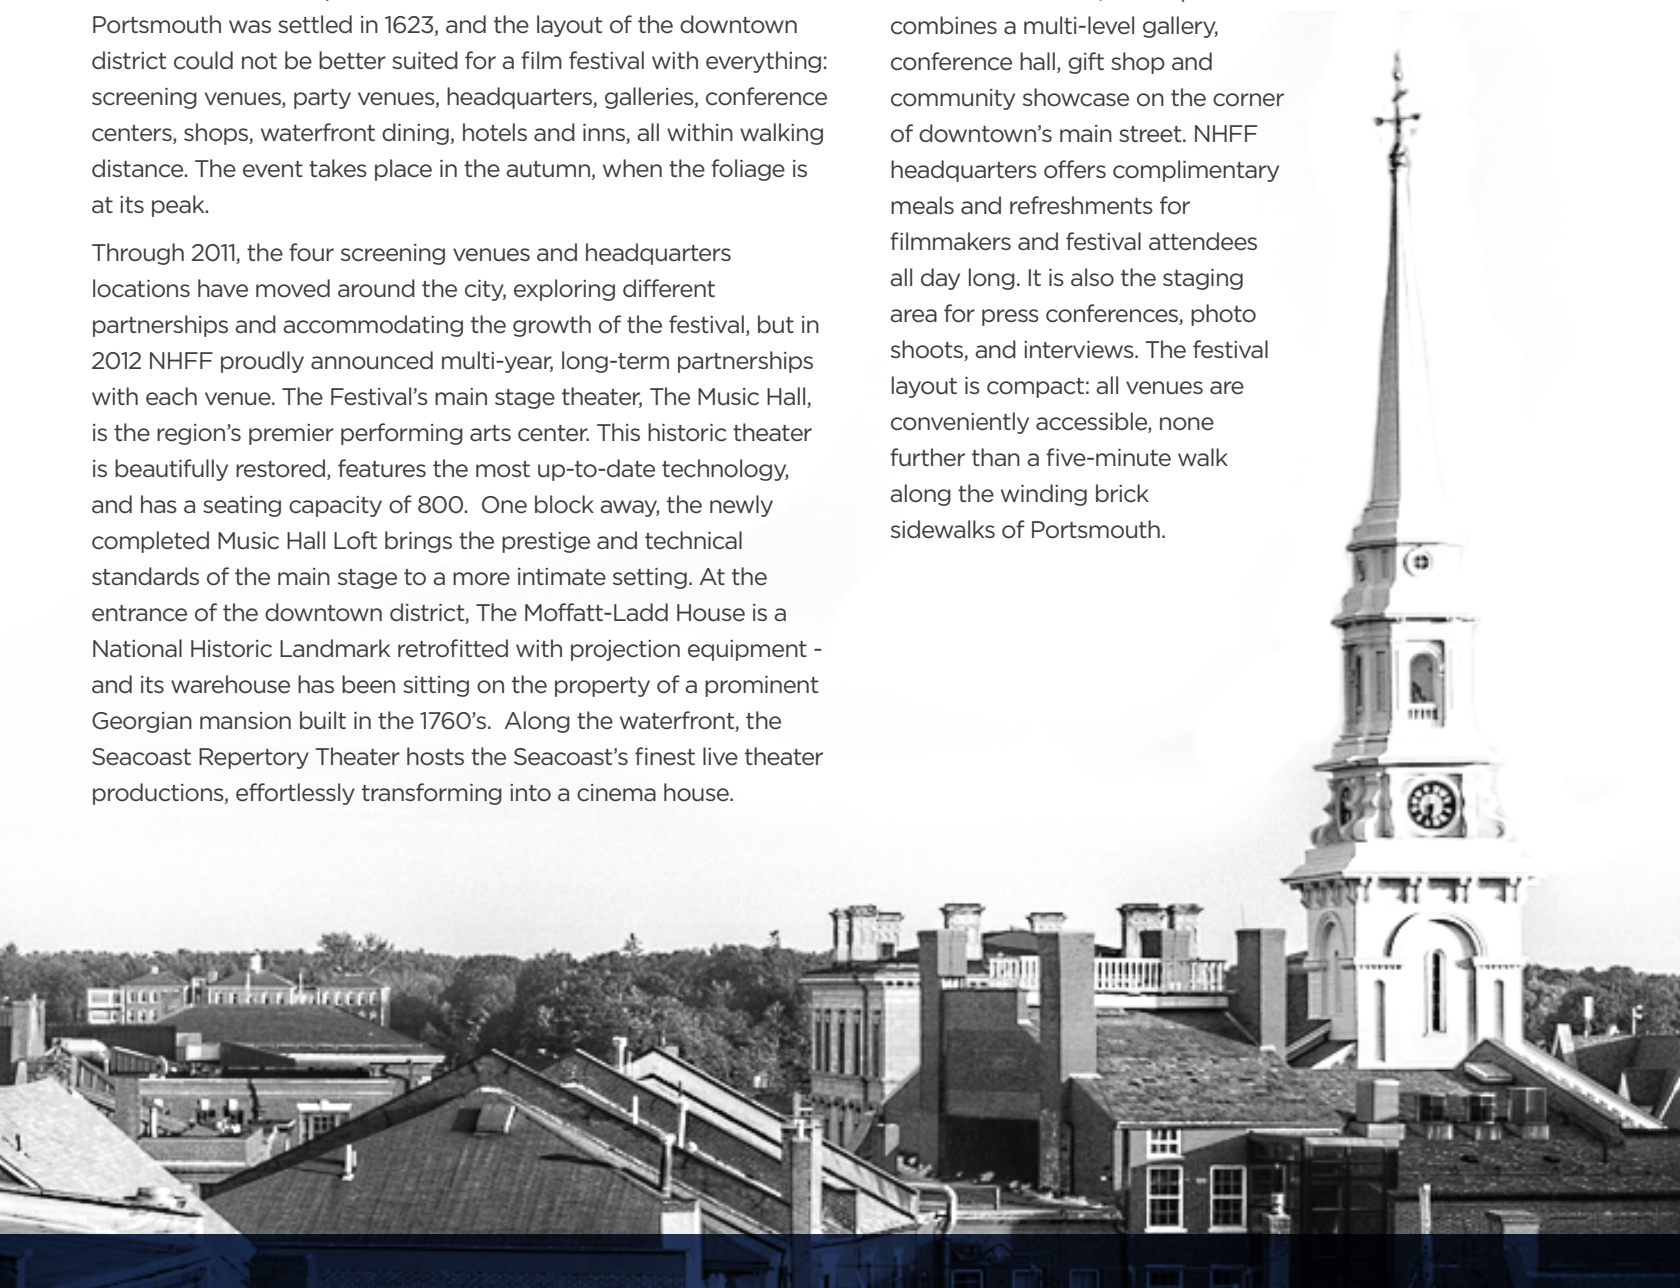 Portsmouth was settled in 1623, and the layout of the downtown
district could not be better suited for a film festival with everything:
screening venues, party venues, headquarters, galleries, conference
centers, shops, waterfront dining, hotels and inns, all within walking
distance. The event takes place in the autumn, when the foliage is
at its peak.
Through 2011, the four screening venues and headquarters
locations have moved around the city, exploring different
partnerships and accommodating the growth of the festival, but in
2012 NHFF proudly announced multi-year, long-term partnerships
with each venue. The Festival’s main stage theater, The Music Hall,
is the region’s premier performing arts center. This historic theater
is beautifully restored, features the most up-to-date technology,
and has a seating capacity of 800.  One block away, the newly
completed Music Hall Loft brings the prestige and technical
standards of the main stage to a more intimate setting. At the
entrance of the downtown district, The Moffatt-Ladd House is a
National Historic Landmark retrofitted with projection equipment -
and its warehouse has been sitting on the property of a prominent
Georgian mansion built in the 1760’s.  Along the waterfront, the
Seacoast Repertory Theater hosts the Seacoast’s finest live theater
productions, effortlessly transforming into a cinema house.
combines a multi-level gallery,
conference hall, gift shop and
community showcase on the corner
of downtown’s main street. NHFF
headquarters offers complimentary
meals and refreshments for
filmmakers and festival attendees
all day long. It is also the staging
area for press conferences, photo
shoots, and interviews. The festival
layout is compact: all venues are
conveniently accessible, none
further than a five-minute walk
along the winding brick
sidewalks of Portsmouth.